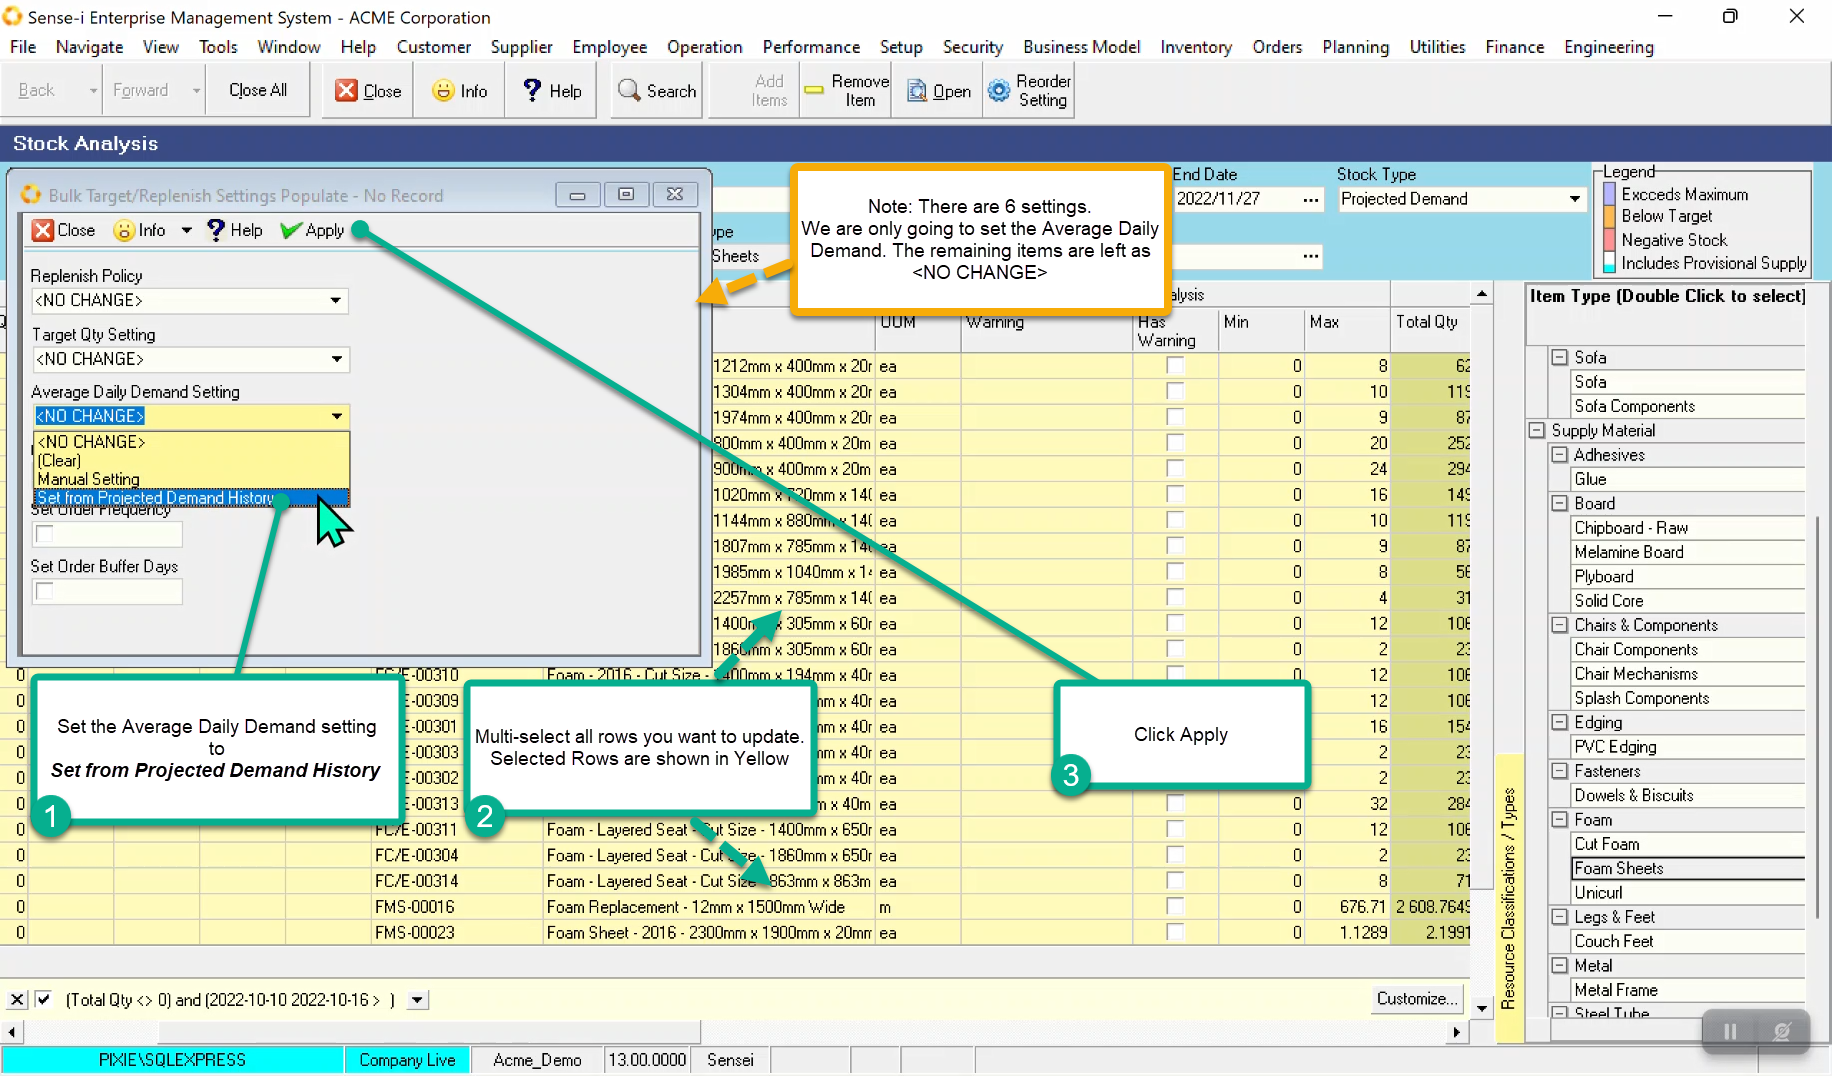 Sense-i Enterprise Management System - ACME Corporation
File Navigate View Tools Window Help Customer Supplier Employee Operation Performance Setup Security Business Model Inventory Orders Planning Utilities Finance Engineering
Back Forward Close All Close Info Help Search Add Items Remove Item Open Reorder Setting
Stock Analysis
Bulk Target/Replenish Settings Populate - No Record
Close Info Help Apply
Replenish Policy
<NO CHANGE>
Target Qty Setting
<NO CHANGE>
Average Daily Demand Setting
<NO CHANGE>
<NO CHANGE>
(Clear)
Manual Setting
Set from Projected Demand History
Set Order Frequency
Set Order Buffer Days
Note: There are 6 settings.
We are only going to set the Average Daily
Demand. The remaining items are left as
<NO CHANGE>
End Date
2022/11/27 ...
Stock Type
Projected Demand
Sheets
...
Legend
Exceeds Maximum
Below Target
Negative Stock
Includes Provisional Supply
UOM Warning Has Warning Min Max Total Qty
1212mm x 400mm x 20r ea 0 8 62
1304mm x 400mm x 20r ea 0 10 119
1974mm x 400mm x 20r ea 0 9 87
800mm x 400mm x 20m ea 0 20 252
900mm x 400mm x 20m ea 0 24 294
1020mm x 720mm x 14( ea 0 16 149
1144mm x 880mm x 14( ea 0 10 119
1807mm x 785mm x 14( ea 0 9 87
1985mm x 1040mm x 14 ea 0 8 56
2257mm x 785mm x 14( ea 0 4 31
1400mm x 305mm x 60r ea 0 12 106
1860mm x 305mm x 60r ea 0 2 23
0 FC/E-00310 Foam - 2016 - Cut Size - 1400mm x 194mm x 40r ea 0 12 106
0 E-00309 mm x 40r ea 12 106
0 E-00301 mm x 40r ea 16 154
0 E-00303 mm x 40r ea 2 23
0 E-00302 mm x 40r ea 2 23
0 E-00313 mm x 40m ea 0 32 284
0 FC/E-00311 Foam - Layered Seat - Cut Size - 1400mm x 650r ea 0 12 106
0 FC/E-00304 Foam - Layered Seat - Cut Size - 1860mm x 650r ea 0 2 23
0 FC/E-00314 Foam - Layered Seat - Cut Size - 863mm x 863m ea 0 8 71
0 FMS-00016 Foam Replacement - 12mm x 1500mm Wide m 0 676.71 2 608.7649
0 FMS-00023 Foam Sheet - 2016 - 2300mm x 1900mm x 20mm ea 0 1.1289 2.1991
Set the Average Daily Demand setting
to
Set from Projected Demand History
1
Multi-select all rows you want to update.
Selected Rows are shown in Yellow
2
Click Apply
3
Resource Classifications / Types
Item Type (Double Click to select)
Sofa
Sofa
Sofa Components
Supply Material
Adhesives
Glue
Board
Chipboard - Raw
Melamine Board
Plyboard
Solid Core
Chairs & Components
Chair Components
Chair Mechanisms
Splash Components
Edging
PVC Edging
Fasteners
Dowels & Biscuits
Foam
Cut Foam
Foam Sheets
Unicurl
Legs & Feet
Couch Feet
Metal
Metal Frame
Steel Tube
(Total Qty <> 0) and (2022-10-10 2022-10-16 > )
Customize...
PIXIE\SQLEXPRESS Company Live Acme_Demo 13.00.0000 Sensei